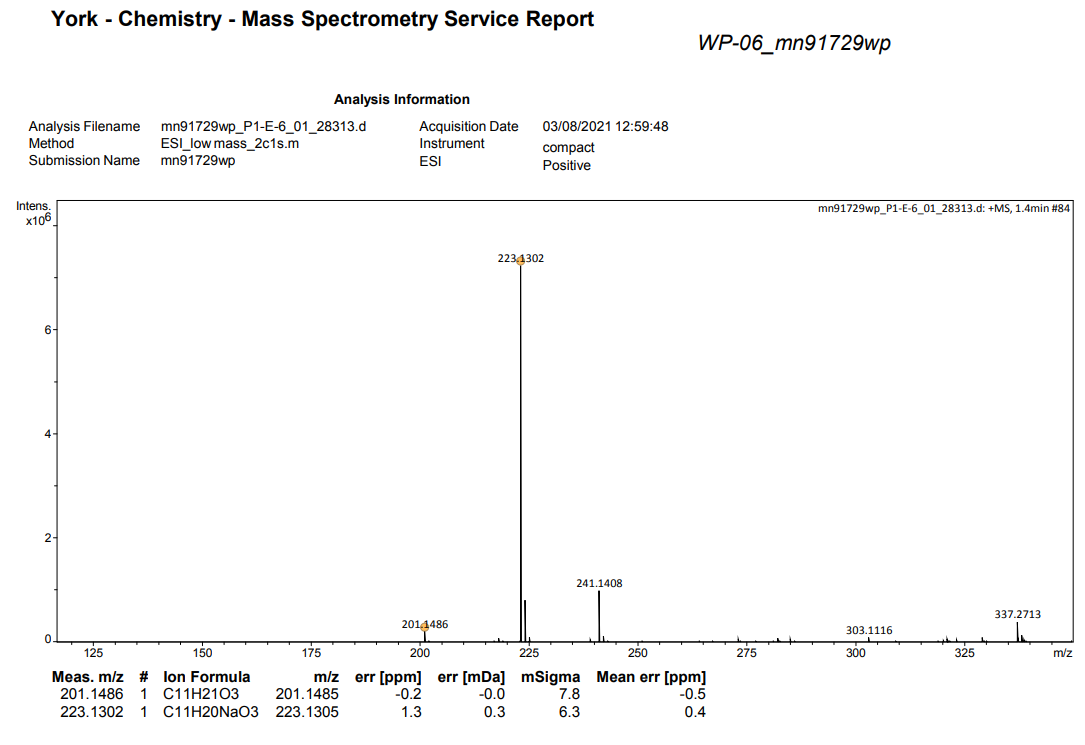 York - Chemistry - Mass Spectrometry Service Report
WP-06_mn91729wp
Analysis Information
Analysis Filename mn91729wp_P1-E-6_01_28313.d Acquisition Date 03/08/2021 12:59:48
Method ESI_low mass_2c1s.m Instrument compact
Submission Name mn91729wp ESI Positive
Intens.
x10⁶
mn91729wp_P1-E-6_01_28313.d: +MS, 1.4min #84
223.1302
6
4
2
241.1408
337.2713
201.1486
303.1116
0
125 150 175 200 225 250 275 300 325 m/z
Meas. m/z # Ion Formula m/z err [ppm] err [mDa] mSigma Mean err [ppm]
201.1486 1 C11H21O3 201.1485 -0.2 -0.0 7.8 -0.5
223.1302 1 C11H20NaO3 223.1305 1.3 0.3 6.3 0.4